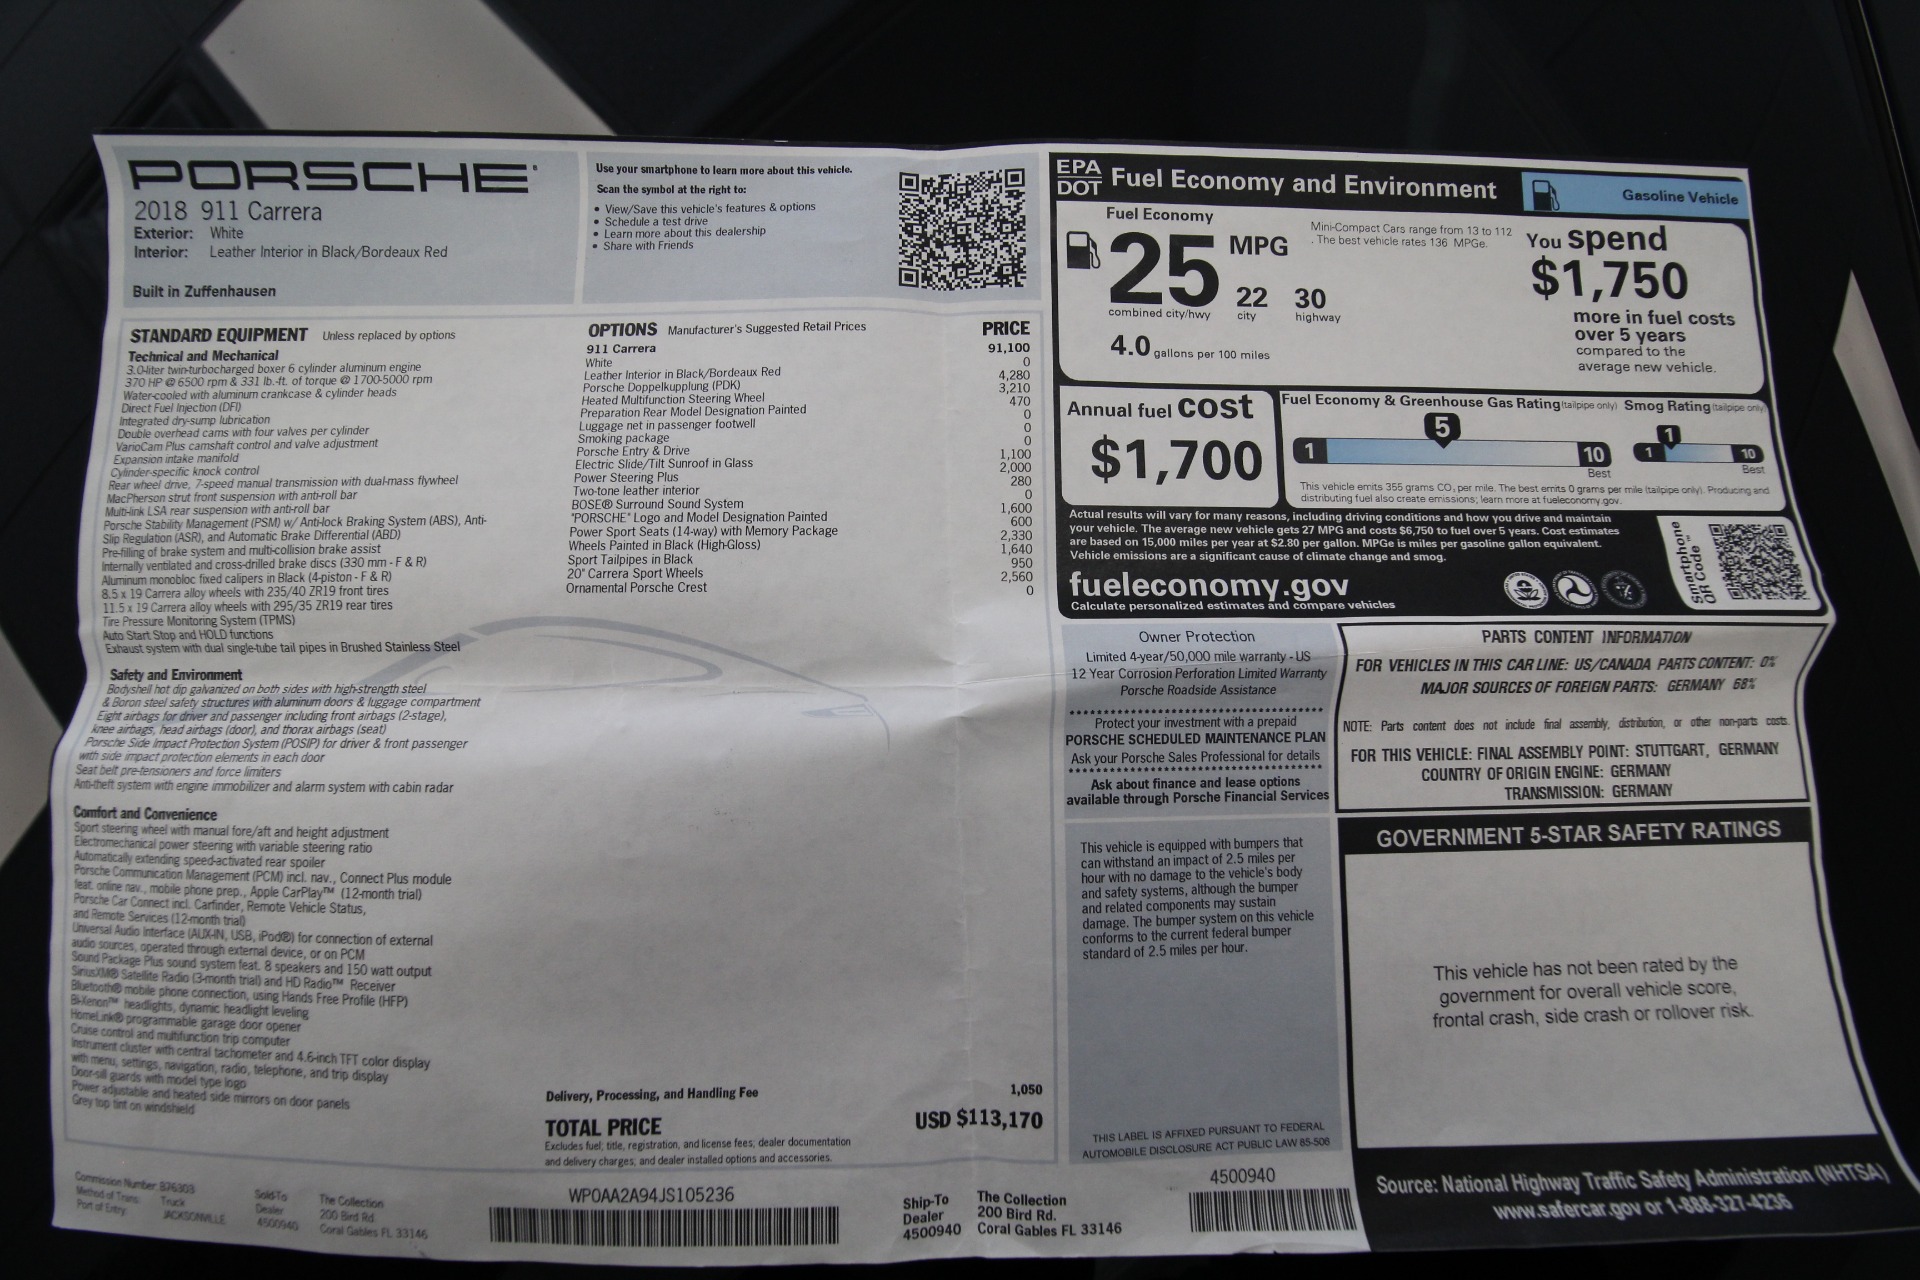 PORSCHE
2018 911 Carrera
Exterior: White
Interior: Leather Interior in Black/Bordeaux Red
Built in Zuffenhausen
Use your smartphone to learn more about this vehicle.
Scan the symbol at the right to:
• View/Save this vehicle's features & options
• Schedule a test drive
• Learn more about this dealership
• Share with Friends
STANDARD EQUIPMENT Unless replaced by options
Technical and Mechanical
3.0-liter twin-turbocharged boxer 6 cylinder aluminum engine
370 HP @ 6500 rpm & 331 lb.-ft. of torque @ 1700-5000 rpm
Water-cooled with aluminum crankcase & cylinder heads
Direct Fuel Injection (DFI)
Integrated dry-sump lubrication
Double overhead cams with four valves per cylinder
VarioCam Plus camshaft control and valve adjustment
Expansion intake manifold
Cylinder-specific knock control
Rear wheel drive, 7-speed manual transmission with dual-mass flywheel
MacPherson strut front suspension with anti-roll bar
Multi-link LSA rear suspension with anti-roll bar
Porsche Stability Management (PSM) w/ Anti-lock Braking System (ABS), Anti-
Slip Regulation (ASR), and Automatic Brake Differential (ABD)
Pre-filling of brake system and multi-collision brake assist
Internally ventilated and cross-drilled brake discs (330 mm - F & R)
Aluminum monobloc fixed calipers in Black (4-piston - F & R)
8.5 x 19 Carrera alloy wheels with 235/40 ZR19 front tires
11.5 x 19 Carrera alloy wheels with 295/35 ZR19 rear tires
Tire Pressure Monitoring System (TPMS)
Auto Start Stop and HOLD functions
Exhaust system with dual single-tube tail pipes in Brushed Stainless Steel
Safety and Environment
Bodyshell hot dip galvanized on both sides with high-strength steel
& Boron steel safety structures with aluminum doors & luggage compartment
Eight airbags for driver and passenger including front airbags (2-stage),
knee airbags, head airbags (door), and thorax airbags (seat)
Porsche Side Impact Protection System (POSIP) for driver & front passenger
with side impact protection elements in each door
Seat belt pre-tensioners and force limiters
Anti-theft system with engine immobilizer and alarm system with cabin radar
Comfort and Convenience
Sport steering wheel with manual fore/aft and height adjustment
Electromechanical power steering with variable steering ratio
Automatically extending speed-activated rear spoiler
Porsche Communication Management (PCM) incl. nav., Connect Plus module
feat. online nav., mobile phone prep., Apple CarPlay™ (12-month trial)
Porsche Car Connect incl. Carfinder, Remote Vehicle Status,
and Remote Services (12-month trial)
Universal Audio Interface (AUX-IN, USB, iPod®) for connection of external
audio sources, operated through external device, or on PCM
Sound Package Plus sound system feat. 8 speakers and 150 watt output
SiriusXM® Satellite Radio (3-month trial) and HD Radio™ Receiver
Bluetooth® mobile phone connection, using Hands Free Profile (HFP)
Bi-Xenon™ headlights, dynamic headlight leveling
HomeLink® programmable garage door opener
Cruise control and multifunction trip computer
Instrument cluster with central tachometer and 4.6-inch TFT color display
with menu, settings, navigation, radio, telephone, and trip display
Door-sill guards with model type logo
Power adjustable and heated side mirrors on door panels
Grey top tint on windshield
OPTIONS Manufacturer's Suggested Retail Prices PRICE
911 Carrera 91,100
White 0
Leather Interior in Black/Bordeaux Red 4,280
Porsche Doppelkupplung (PDK) 3,210
Heated Multifunction Steering Wheel 470
Preparation Rear Model Designation Painted 0
Luggage net in passenger footwell 0
Smoking package 0
Porsche Entry & Drive 1,100
Electric Slide/Tilt Sunroof in Glass 2,000
Power Steering Plus 280
Two-tone leather interior 0
BOSE® Surround Sound System 1,600
"PORSCHE" Logo and Model Designation Painted 600
Power Sport Seats (14-way) with Memory Package 2,330
Wheels Painted in Black (High-Gloss) 1,640
Sport Tailpipes in Black 950
20" Carrera Sport Wheels 2,560
Ornamental Porsche Crest 0
Delivery, Processing, and Handling Fee 1,050
TOTAL PRICE USD $113,170
Excludes fuel, title, registration, and license fees, dealer documentation
and delivery charges, and dealer installed options and accessories.
EPA
DOT Fuel Economy and Environment
Gasoline Vehicle
Fuel Economy
25 MPG
combined city/hwy
22 city
30 highway
4.0 gallons per 100 miles
Mini-Compact Cars range from 13 to 112
. The best vehicle rates 136 MPGe.
You spend
$1,750
more in fuel costs
over 5 years
compared to the
average new vehicle.
Annual fuel cost
$1,700
Fuel Economy & Greenhouse Gas Rating (tailpipe only)
1 5 10
Best
Smog Rating (tailpipe only)
1 1 10
Best
This vehicle emits 355 grams CO₂ per mile. The best emits 0 grams per mile (tailpipe only). Producing and
distributing fuel also create emissions; learn more at fueleconomy.gov.
Actual results will vary for many reasons, including driving conditions and how you drive and maintain
your vehicle. The average new vehicle gets 27 MPG and costs $6,750 to fuel over 5 years. Cost estimates
are based on 15,000 miles per year at $2.80 per gallon. MPGe is miles per gasoline gallon equivalent.
Vehicle emissions are a significant cause of climate change and smog.
fueleconomy.gov
Calculate personalized estimates and compare vehicles
Smartphone
QR Code™
Owner Protection
Limited 4-year/50,000 mile warranty - US
12 Year Corrosion Perforation Limited Warranty
Porsche Roadside Assistance
Protect your investment with a prepaid
PORSCHE SCHEDULED MAINTENANCE PLAN
Ask your Porsche Sales Professional for details
Ask about finance and lease options
available through Porsche Financial Services
PARTS CONTENT INFORMATION
FOR VEHICLES IN THIS CAR LINE: US/CANADA PARTS CONTENT: 0%
MAJOR SOURCES OF FOREIGN PARTS: GERMANY 68%
NOTE: Parts content does not include final assembly, distribution, or other non-parts costs.
FOR THIS VEHICLE: FINAL ASSEMBLY POINT: STUTTGART, GERMANY
COUNTRY OF ORIGIN ENGINE: GERMANY
TRANSMISSION: GERMANY
This vehicle is equipped with bumpers that
can withstand an impact of 2.5 miles per
hour with no damage to the vehicle's body
and safety systems, although the bumper
and related components may sustain
damage. The bumper system on this vehicle
conforms to the current federal bumper
standard of 2.5 miles per hour.
THIS LABEL IS AFFIXED PURSUANT TO FEDERAL
AUTOMOBILE DISCLOSURE ACT PUBLIC LAW 85-506
GOVERNMENT 5-STAR SAFETY RATINGS
This vehicle has not been rated by the
government for overall vehicle score,
frontal crash, side crash or rollover risk.
Source: National Highway Traffic Safety Administration (NHTSA)
www.safercar.gov or 1-888-327-4236
Commission Number: B76303
Method of Trans: Truck
Port of Entry: JACKSONVILLE
Sold-To
Dealer
4500940
The Collection
200 Bird Rd.
Coral Gables FL 33146
WP0AA2A94JS105236
Ship-To
Dealer
4500940
The Collection
200 Bird Rd.
Coral Gables FL 33146
4500940